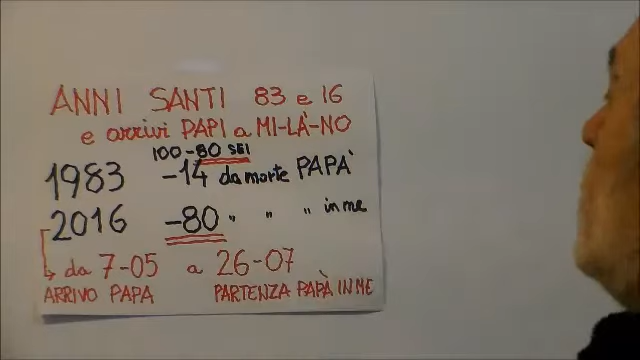 ANNI SANTI 83 e 16
e arrivi PAPI a MI-LÀ-NO
100-80 SEI
1983 -14 da morte PAPÀ
2016 -80 " " " in me
da 7-05 a 26-07
ARRIVO PAPA PARTENZA PAPÀ IN ME